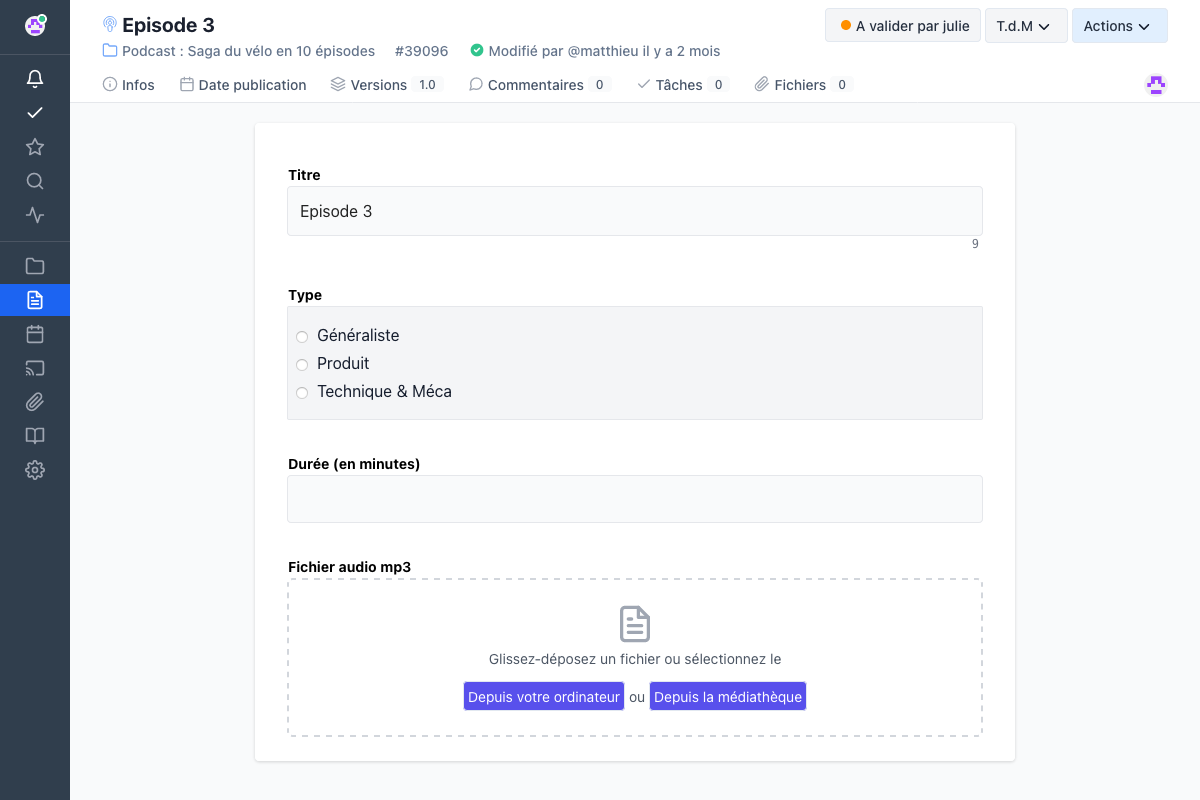 Episode 3
A valider par julie
T.d.M
Actions
Podcast : Saga du vélo en 10 épisodes #39096 Modifié par @matthieu il y a 2 mois
Infos Date publication Versions 1.0 Commentaires 0 Tâches 0 Fichiers 0
Titre
Episode 3
9
Type
Généraliste
Produit
Technique & Méca
Durée (en minutes)
Fichier audio mp3
Glissez-déposez un fichier ou sélectionnez le
Depuis votre ordinateur ou Depuis la médiathèque